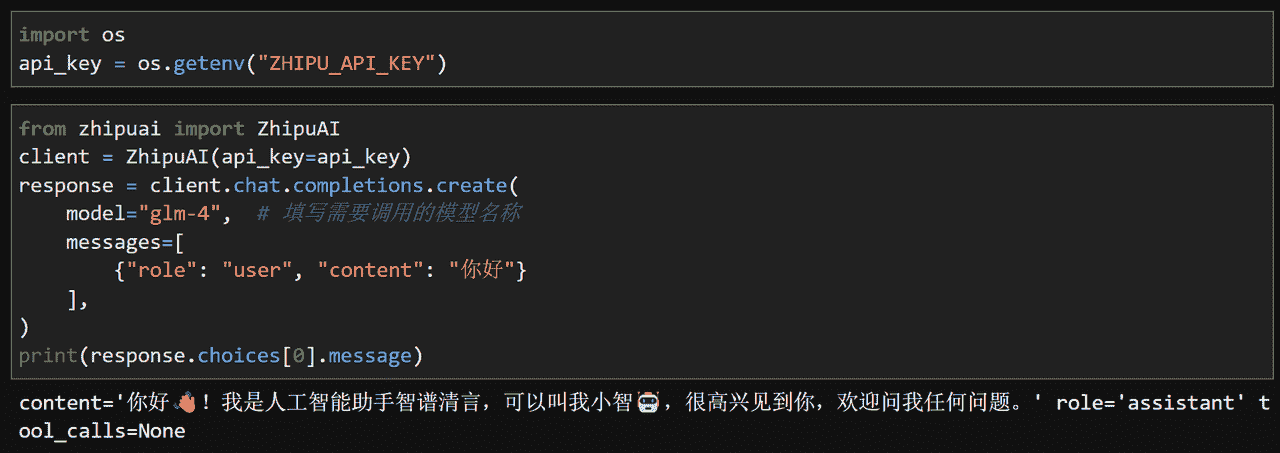 import os
api_key = os.getenv("ZHIPU_API_KEY")
from zhipuai import ZhipuAI
client = ZhipuAI(api_key=api_key)
response = client.chat.completions.create(
    model="glm-4",  # 填写需要调用的模型名称
    messages=[
        {"role": "user", "content": "你好"}
    ],
)
print(response.choices[0].message)
content='你好👋！我是人工智能助手智谱清言，可以叫我小智🤖，很高兴见到你，欢迎问我任何问题。' role='assistant' t
ool_calls=None